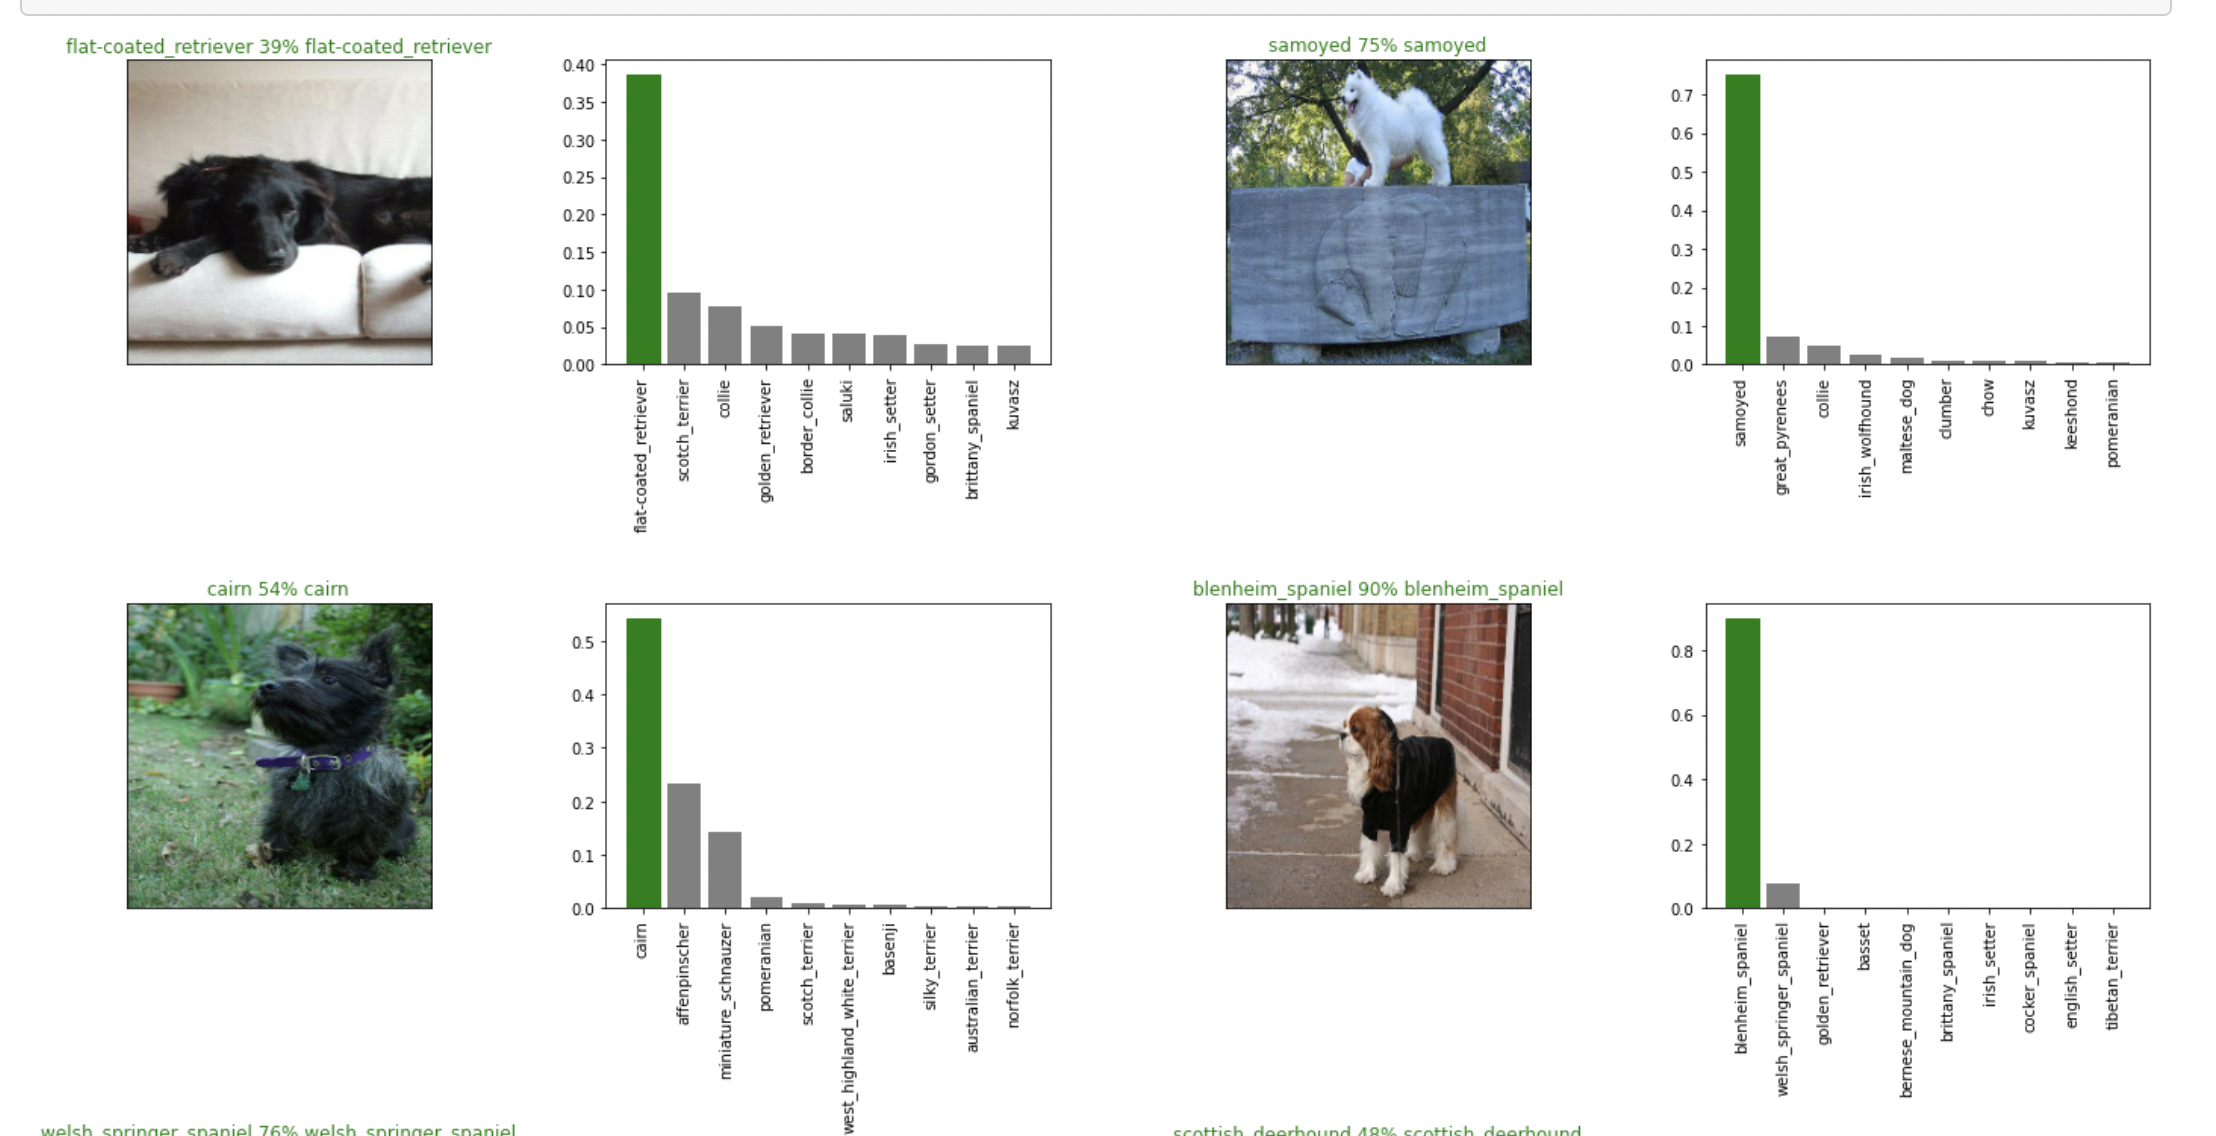 flat-coated_retriever 39% flat-coated_retriever
0.40
0.35
0.30
0.25
0.20
0.15
0.10
0.05
0.00
flat-coated_retriever
scotch_terrier
collie
golden_retriever
border_collie
saluki
irish_setter
gordon_setter
brittany_spaniel
kuvasz
samoyed 75% samoyed
0.7
0.6
0.5
0.4
0.3
0.2
0.1
0.0
samoyed
great_pyrenees
collie
irish_wolfhound
maltese_dog
clumber
chow
kuvasz
keeshond
pomeranian
cairn 54% cairn
0.5
0.4
0.3
0.2
0.1
0.0
cairn
affenpinscher
miniature_schnauzer
pomeranian
scotch_terrier
west_highland_white_terrier
basenji
silky_terrier
australian_terrier
norfolk_terrier
blenheim_spaniel 90% blenheim_spaniel
0.8
0.6
0.4
0.2
0.0
blenheim_spaniel
welsh_springer_spaniel
golden_retriever
basset
bernese_mountain_dog
brittany_spaniel
irish_setter
cocker_spaniel
english_setter
tibetan_terrier
welsh_springer_spaniel 76% welsh_springer_spaniel
scottish_deerhound 48% scottish_deerhound